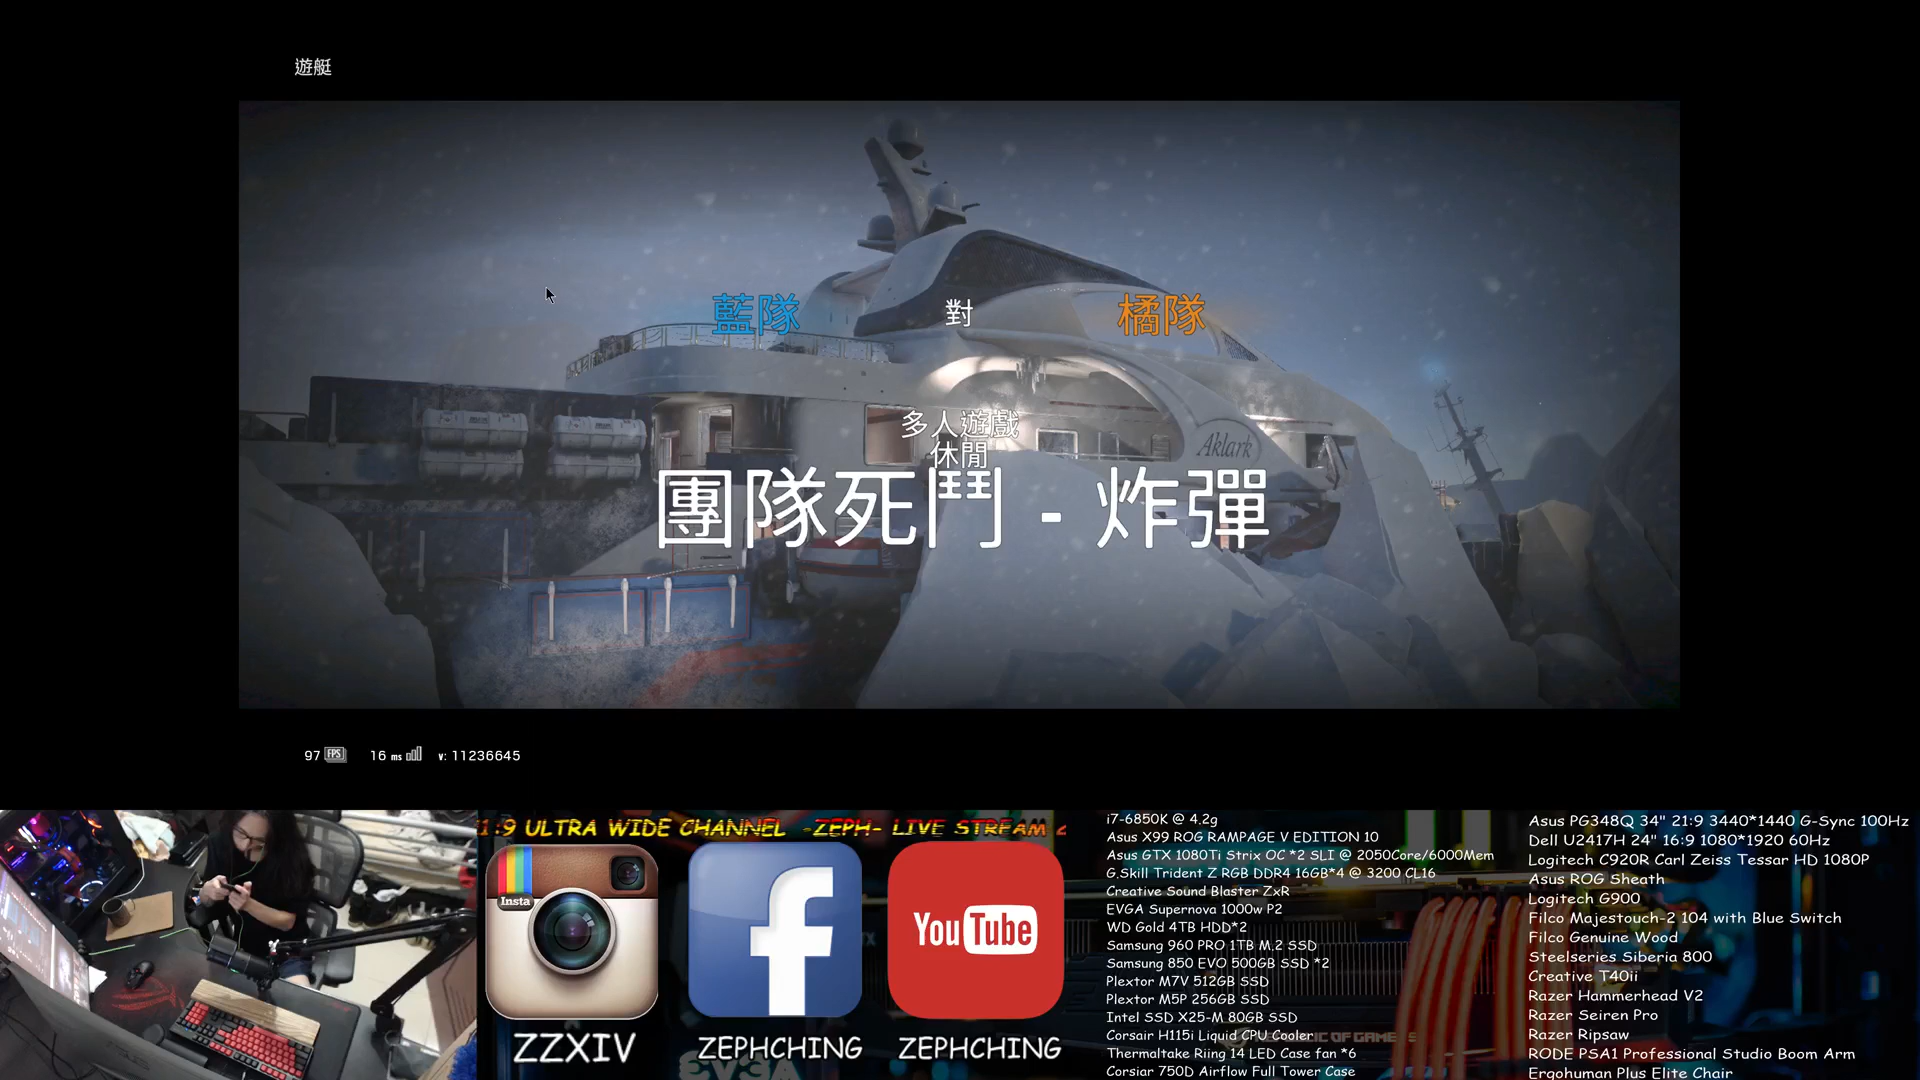 遊艇
藍隊 對 橘隊
Aklark
多人遊戲
休閒
團隊死鬥 - 炸彈
97 FPS 16 ms v: 11236645
1:9 ULTRA WIDE CHANNEL -ZEPH- LIVE STREAM
Insta
ZZXIV
f
ZEPHCHING
You Tube
ZEPHCHING
i7-6850K @ 4.2g
Asus X99 ROG RAMPAGE V EDITION 10
Asus GTX 1080Ti Strix OC *2 SLI @ 2050Core/6000Mem
G.Skill Trident Z RGB DDR4 16GB*4 @ 3200 CL16
Creative Sound Blaster ZxR
EVGA Supernova 1000w P2
WD Gold 4TB HDD*2
Samsung 960 PRO 1TB M.2 SSD
Samsung 850 EVO 500GB SSD *2
Plextor M7V 512GB SSD
Plextor M5P 256GB SSD
Intel SSD X25-M 80GB SSD
Corsair H115i Liquid CPU Cooler
Thermaltake Riing 14 LED Case fan *6
Corsiar 750D Airflow Full Tower Case
Asus PG348Q 34" 21:9 3440*1440 G-Sync 100Hz
Dell U2417H 24" 16:9 1080*1920 60Hz
Logitech C920R Carl Zeiss Tessar HD 1080P
Asus ROG Sheath
Logitech G900
Filco Majestouch-2 104 with Blue Switch
Filco Genuine Wood
Steelseries Siberia 800
Creative T40ii
Razer Hammerhead V2
Razer Seiren Pro
Razer Ripsaw
RODE PSA1 Professional Studio Boom Arm
Ergohuman Plus Elite Chair